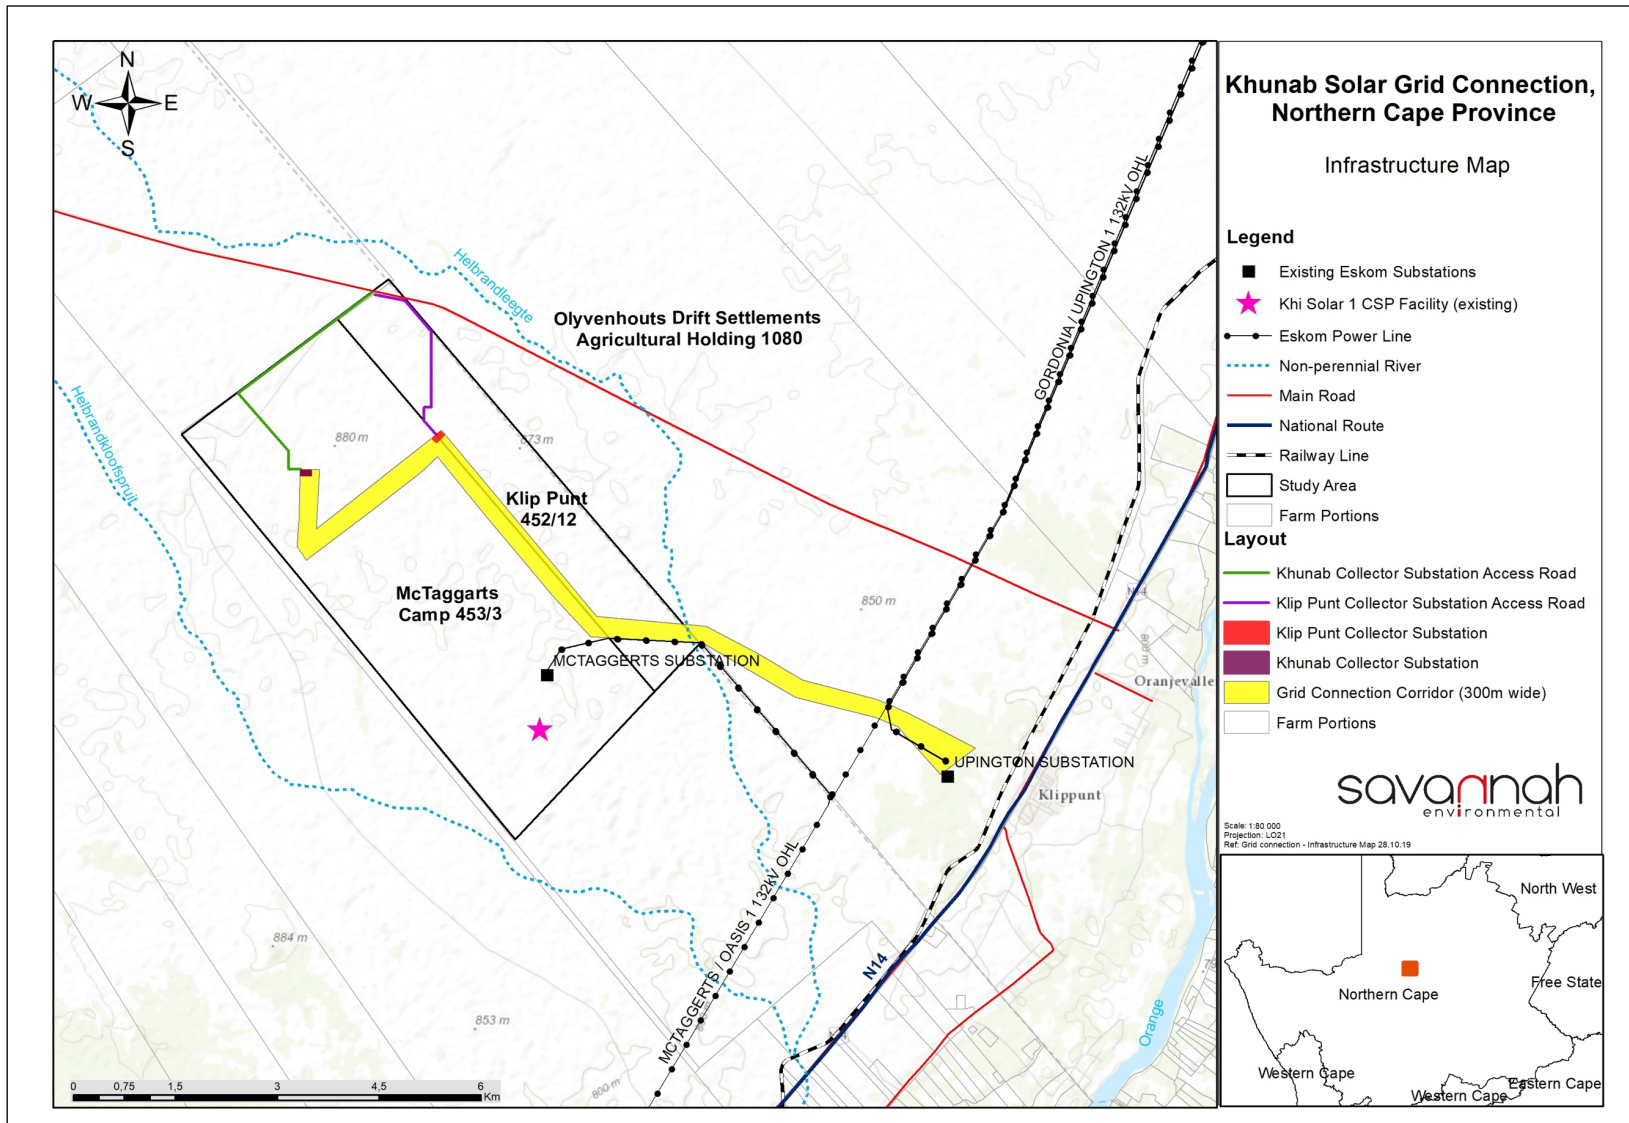 N
W
E
S
Helbrandleegte
Olyvenhouts Drift Settlements
Agricultural Holding 1080
GORDONIA / UPINGTON 1 132kV OHL
Helbrandkloofspruit
880 m
873 m
Klip Punt
452/12
McTaggarts
Camp 453/3
850 m
N14
800 m
MCTAGGERTS SUBSTATION
Oranjevalle
UPINGTON SUBSTATION
Klippunt
MCTAGGERTS / OASIS 1 132kV OHL
884 m
N14
853 m
Orange
800 m
0 0,75 1,5 3 4,5 6
Km
Khunab Solar Grid Connection,
Northern Cape Province
Infrastructure Map
Legend
Existing Eskom Substations
Khi Solar 1 CSP Facility (existing)
Eskom Power Line
Non-perennial River
Main Road
National Route
Railway Line
Study Area
Farm Portions
Layout
Khunab Collector Substation Access Road
Klip Punt Collector Substation Access Road
Klip Punt Collector Substation
Khunab Collector Substation
Grid Connection Corridor (300m wide)
Farm Portions
savannah
environmental
Scale: 1:80 000
Projection: LO21
Ref: Grid connection - Infrastructure Map 28.10.19
North West
Free State
Northern Cape
Western Cape
Eastern Cape
Western Cape